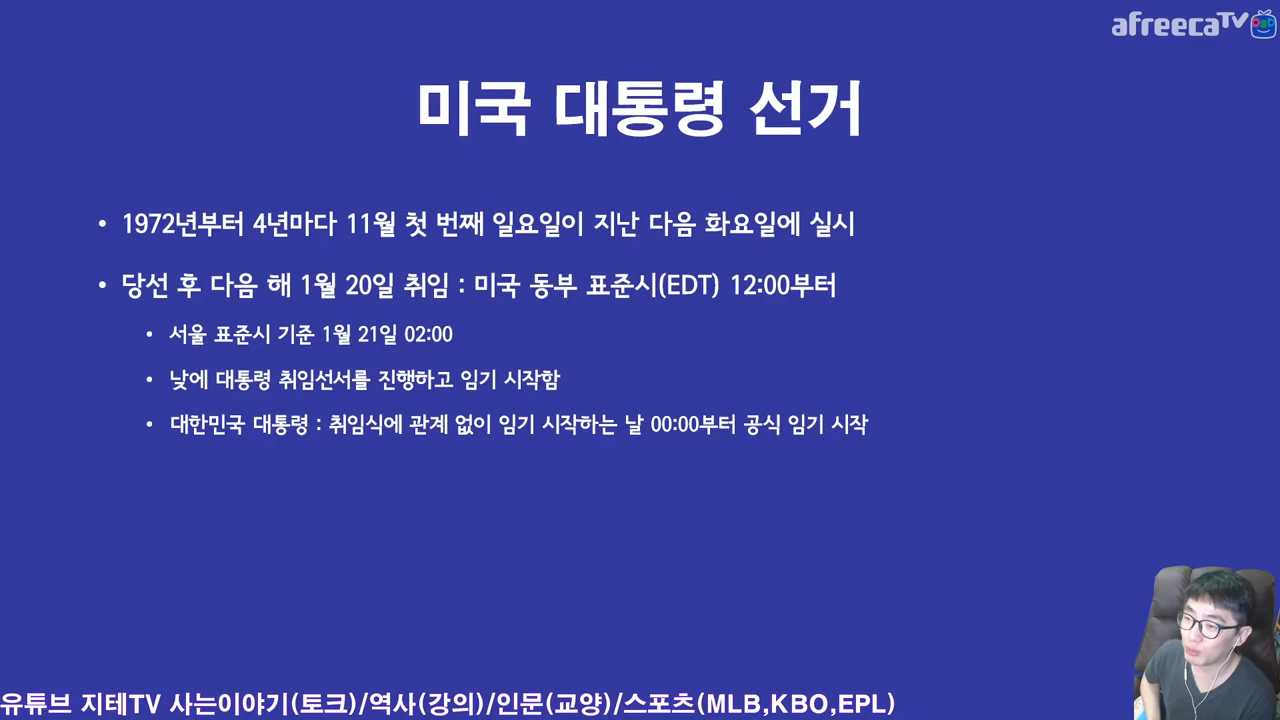 afreecaTV
미국 대통령 선거
• 1972년부터 4년마다 11월 첫 번째 일요일이 지난 다음 화요일에 실시
• 당선 후 다음 해 1월 20일 취임 : 미국 동부 표준시(EDT) 12:00부터
• 서울 표준시 기준 1월 21일 02:00
• 낮에 대통령 취임선서를 진행하고 임기 시작함
• 대한민국 대통령 : 취임식에 관계 없이 임기 시작하는 날 00:00부터 공식 임기 시작
유튜브 지테TV 사는이야기(토크)/역사(강의)/인문(교양)/스포츠(MLB,KBO,EPL)